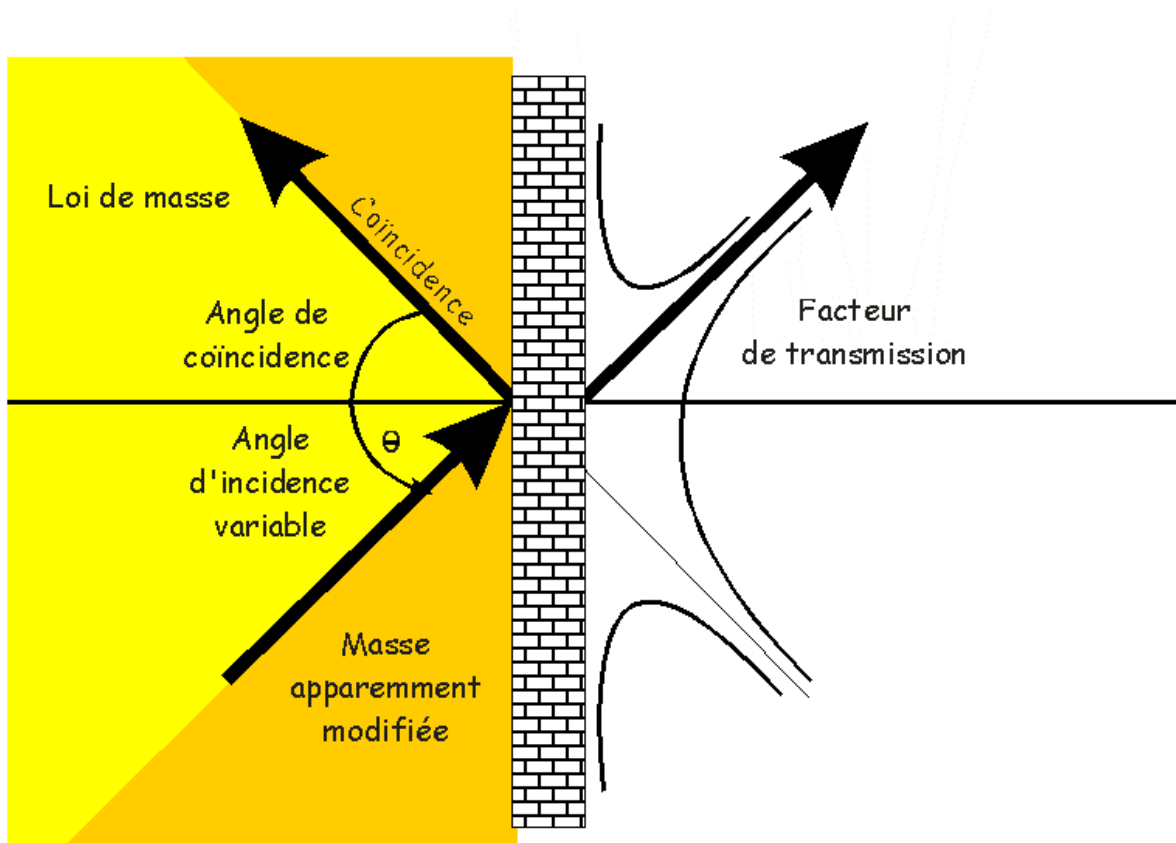 Loi de masse
Coïncidence
Angle de
coïncidence
Facteur
de transmission
Angle
d'incidence
variable
θ
Masse
apparemment
modifiée